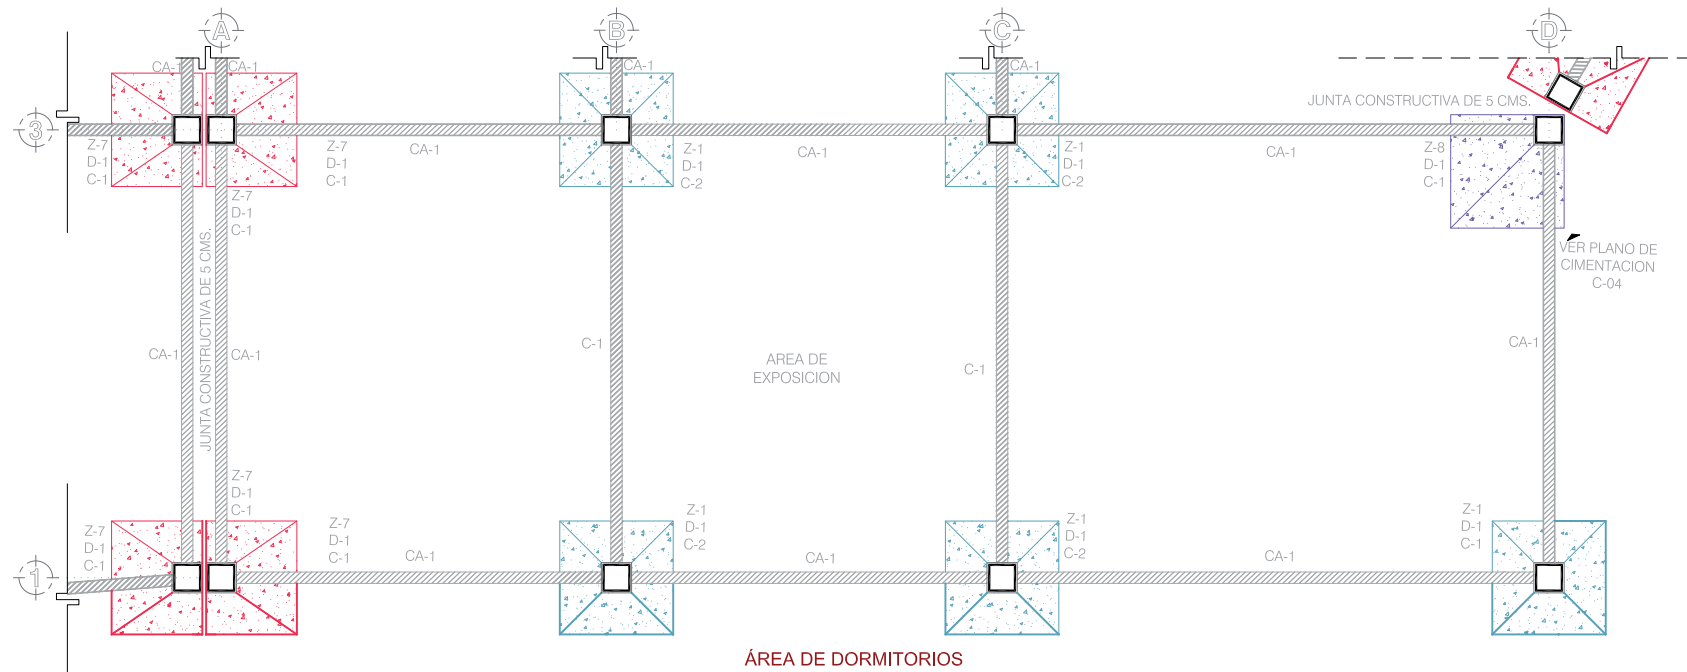 A
B
C
D
CA-1
CA-1
CA-1
CA-1
JUNTA CONSTRUCTIVA DE 5 CMS.
3
Z-7
D-1
C-1
Z-7
D-1
C-1
CA-1
Z-1
D-1
C-2
CA-1
Z-1
D-1
C-2
CA-1
Z-8
D-1
C-1
Z-7
D-1
C-1
JUNTA CONSTRUCTIVA DE 5 CMS.
VER PLANO DE
CIMENTACION
C-04
CA-1
CA-1
C-1
AREA DE
EXPOSICION
C-1
CA-1
Z-7
D-1
C-1
Z-7
D-1
C-1
Z-7
D-1
C-1
Z-1
D-1
C-2
Z-1
D-1
C-2
Z-1
D-1
C-1
1
CA-1
CA-1
CA-1
ÁREA DE DORMITORIOS